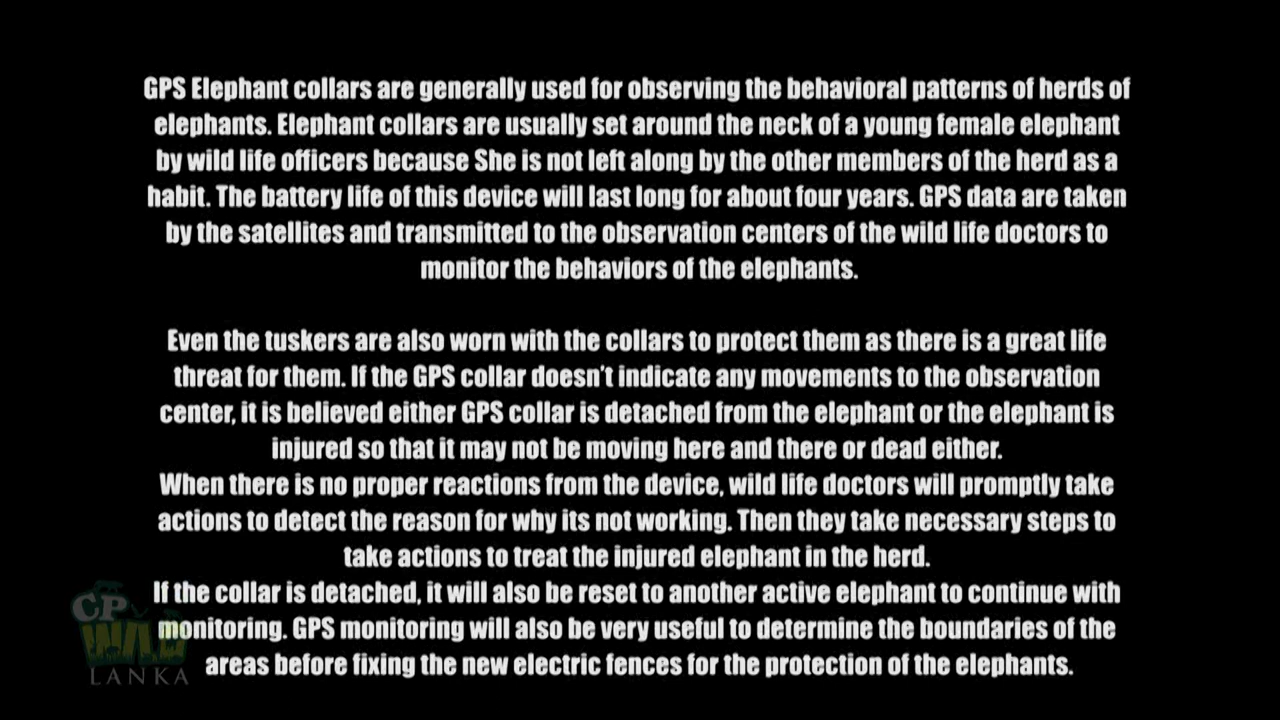 GPS Elephant collars are generally used for observing the behavioral patterns of herds of
elephants. Elephant collars are usually set around the neck of a young female elephant
by wild life officers because She is not left along by the other members of the herd as a
habit. The battery life of this device will last long for about four years. GPS data are taken
by the satellites and transmitted to the observation centers of the wild life doctors to
monitor the behaviors of the elephants.
Even the tuskers are also worn with the collars to protect them as there is a great life
threat for them. If the GPS collar doesn't indicate any movements to the observation
center, it is believed either GPS collar is detached from the elephant or the elephant is
injured so that it may not be moving here and there or dead either.
When there is no proper reactions from the device, wild life doctors will promptly take
actions to detect the reason for why its not working. Then they take necessary steps to
take actions to treat the injured elephant in the herd.
If the collar is detached, it will also be reset to another active elephant to continue with
monitoring. GPS monitoring will also be very useful to determine the boundaries of the
areas before fixing the new electric fences for the protection of the elephants.
CP
WILD
LANKA